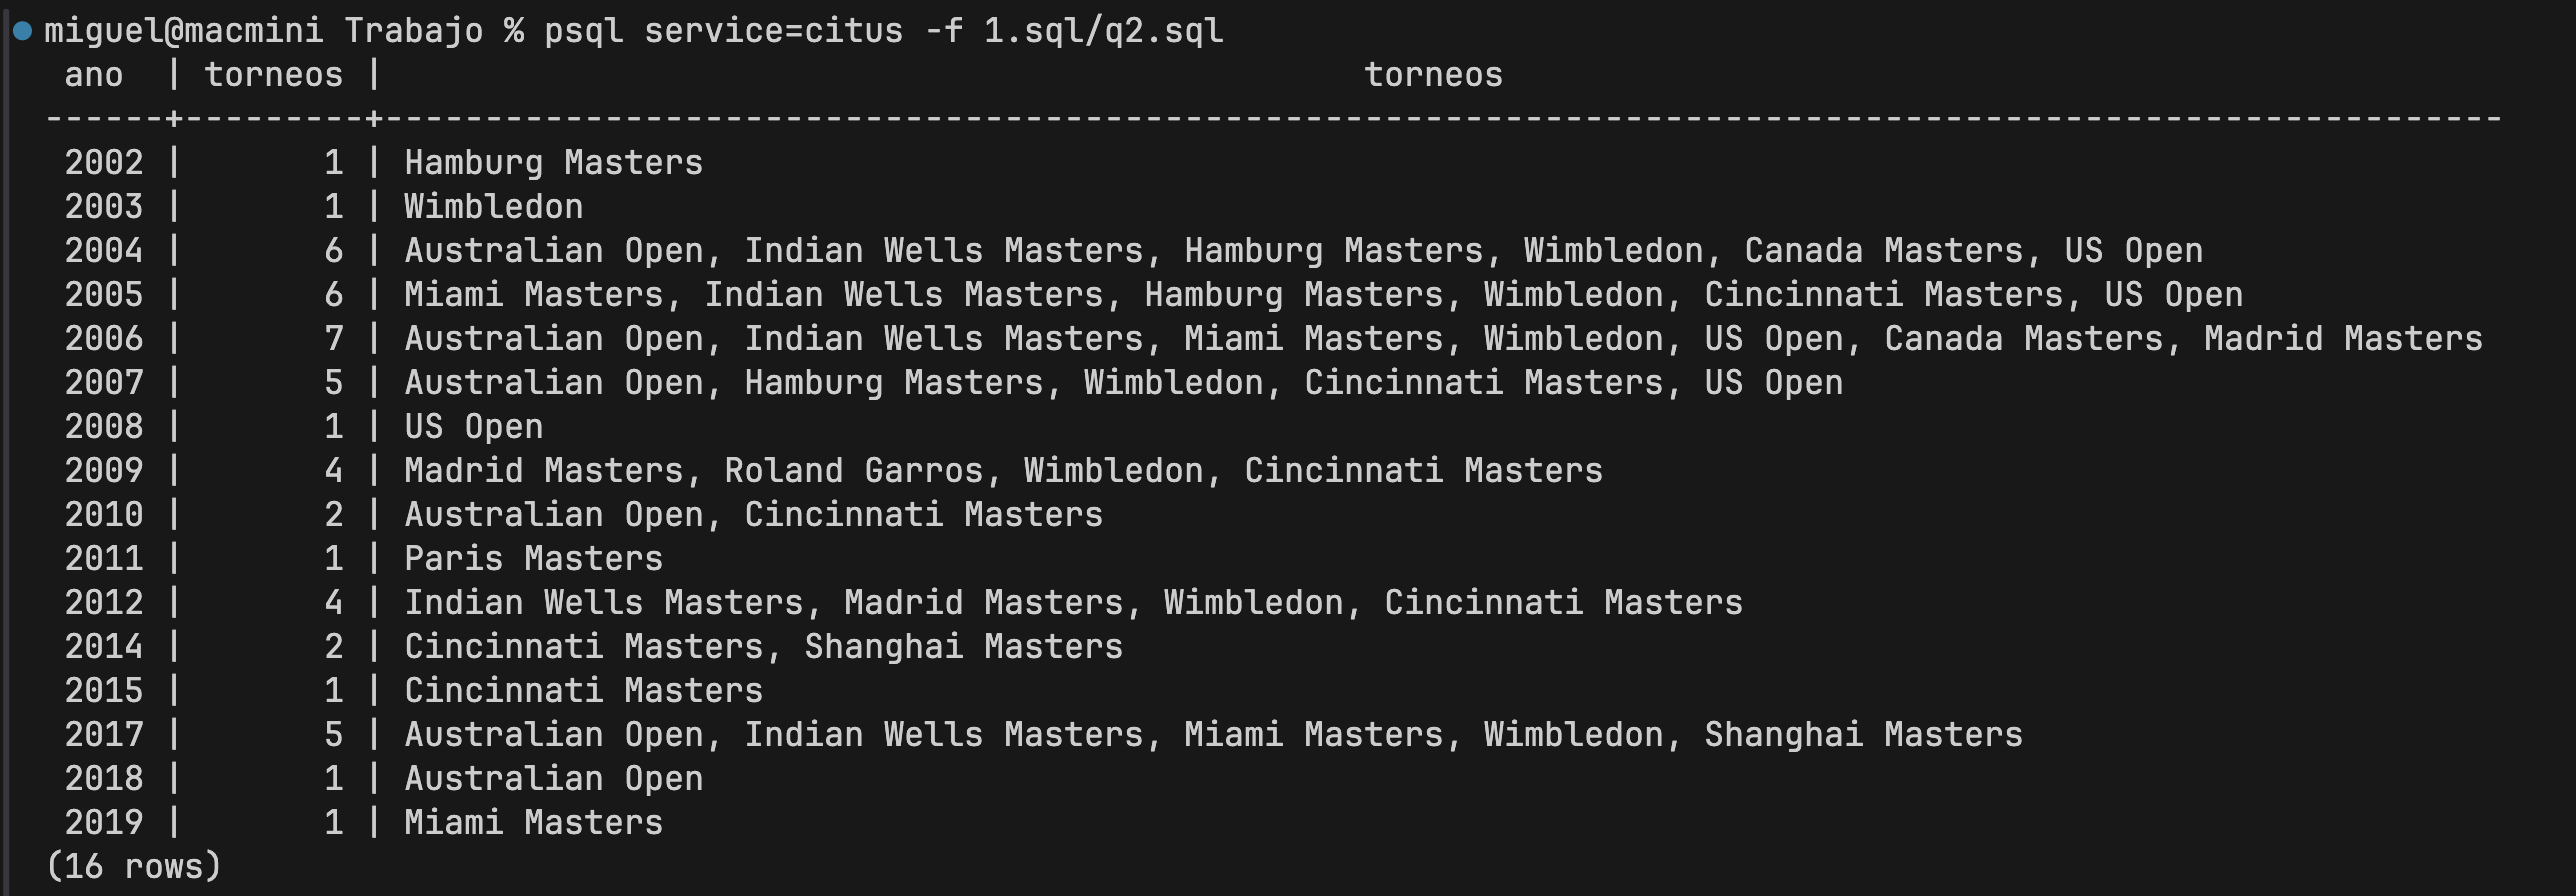 miguel@macmini Trabajo % psql service=citus -f 1.sql/q2.sql
 ano  | torneos |                                                 torneos
------+---------+----------------------------------------------------------------------------------------------------------
 2002 |       1 | Hamburg Masters
 2003 |       1 | Wimbledon
 2004 |       6 | Australian Open, Indian Wells Masters, Hamburg Masters, Wimbledon, Canada Masters, US Open
 2005 |       6 | Miami Masters, Indian Wells Masters, Hamburg Masters, Wimbledon, Cincinnati Masters, US Open
 2006 |       7 | Australian Open, Indian Wells Masters, Miami Masters, Wimbledon, US Open, Canada Masters, Madrid Masters
 2007 |       5 | Australian Open, Hamburg Masters, Wimbledon, Cincinnati Masters, US Open
 2008 |       1 | US Open
 2009 |       4 | Madrid Masters, Roland Garros, Wimbledon, Cincinnati Masters
 2010 |       2 | Australian Open, Cincinnati Masters
 2011 |       1 | Paris Masters
 2012 |       4 | Indian Wells Masters, Madrid Masters, Wimbledon, Cincinnati Masters
 2014 |       2 | Cincinnati Masters, Shanghai Masters
 2015 |       1 | Cincinnati Masters
 2017 |       5 | Australian Open, Indian Wells Masters, Miami Masters, Wimbledon, Shanghai Masters
 2018 |       1 | Australian Open
 2019 |       1 | Miami Masters
(16 rows)